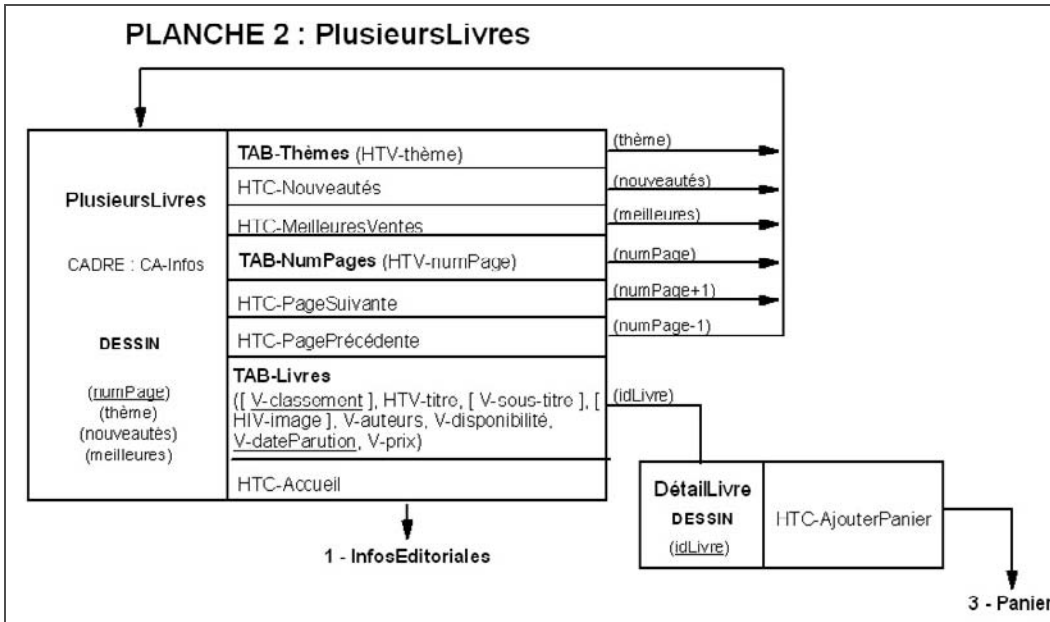 PLANCHE 2 : PlusieursLivres
PlusieursLivres
CADRE : CA-Infos
DESSIN
(numPage)
(thème)
(nouveautés)
(meilleures)
TAB-Thèmes (HTV-thème)
HTC-Nouveautés
HTC-MeilleuresVentes
TAB-NumPages (HTV-numPage)
HTC-PageSuivante
HTC-PagePrécédente
TAB-Livres
([ V-classement ], HTV-titre, [ V-sous-titre ], [
HIV-image ], V-auteurs, V-disponibilité,
V-dateParution, V-prix)
HTC-Accueil
(thème)
(nouveautés)
(meilleures)
(numPage)
(numPage+1)
(numPage-1)
(idLivre)
DétailLivre
DESSIN
(idLivre)
HTC-AjouterPanier
1 - InfosEditoriales
3 - Panier